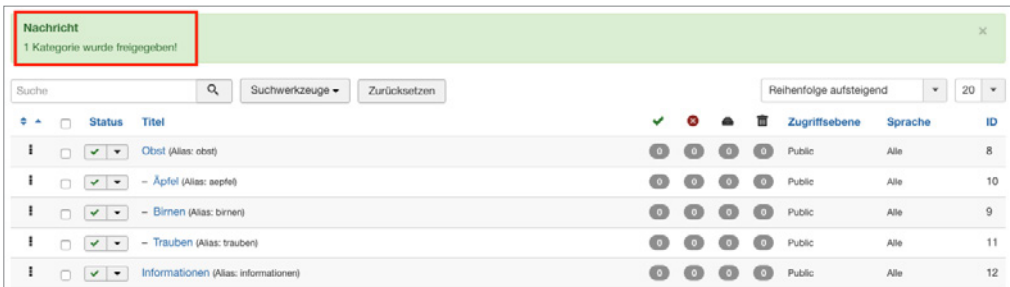 Nachricht
1 Kategorie wurde freigegeben!
×
Suche Suchwerkzeuge Zurücksetzen Reihenfolge aufsteigend 20
Status Titel Zugriffsebene Sprache ID
Obst (Alias: obst) 0 0 0 0 Public Alle 8
– Äpfel (Alias: aepfel) 0 0 0 0 Public Alle 10
– Birnen (Alias: birnen) 0 0 0 0 Public Alle 9
– Trauben (Alias: trauben) 0 0 0 0 Public Alle 11
Informationen (Alias: informationen) 0 0 0 0 Public Alle 12